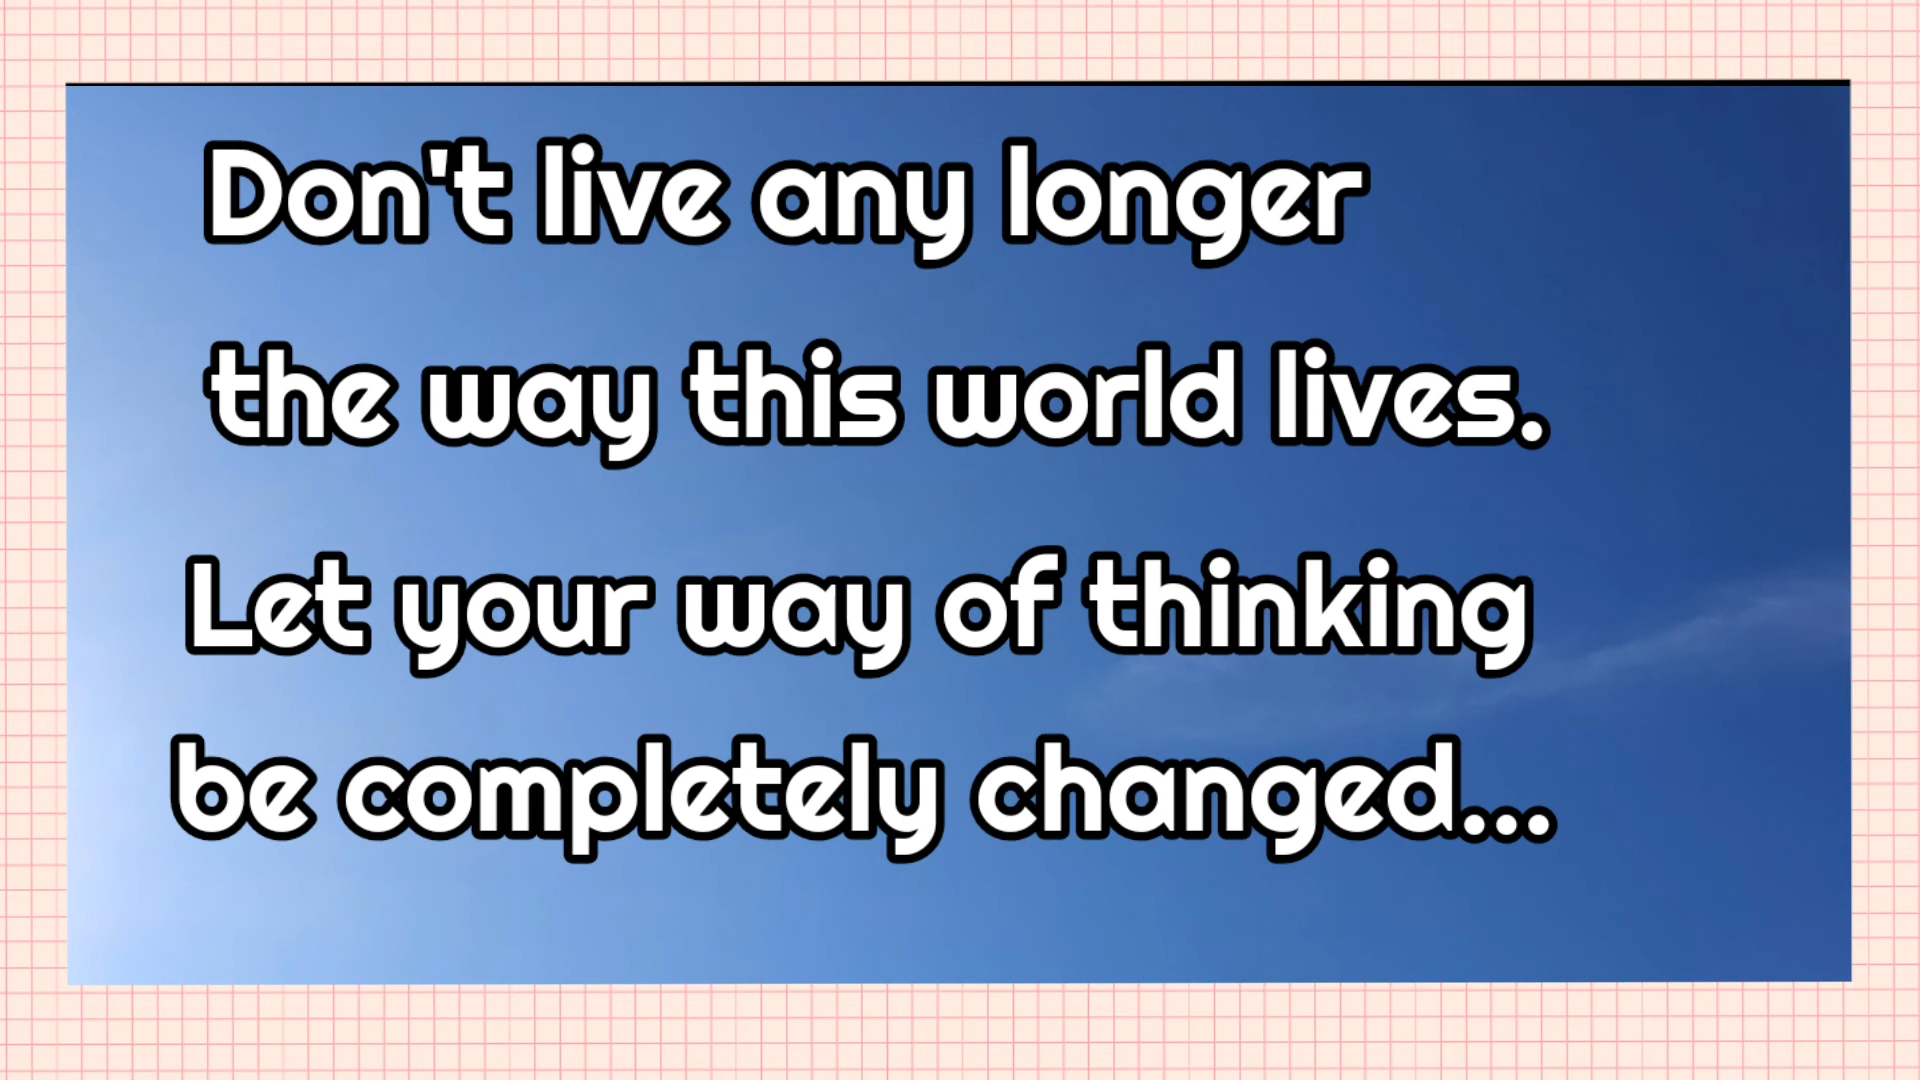 Don't live any longer
the way this world lives.
Let your way of thinking
be completely changed...